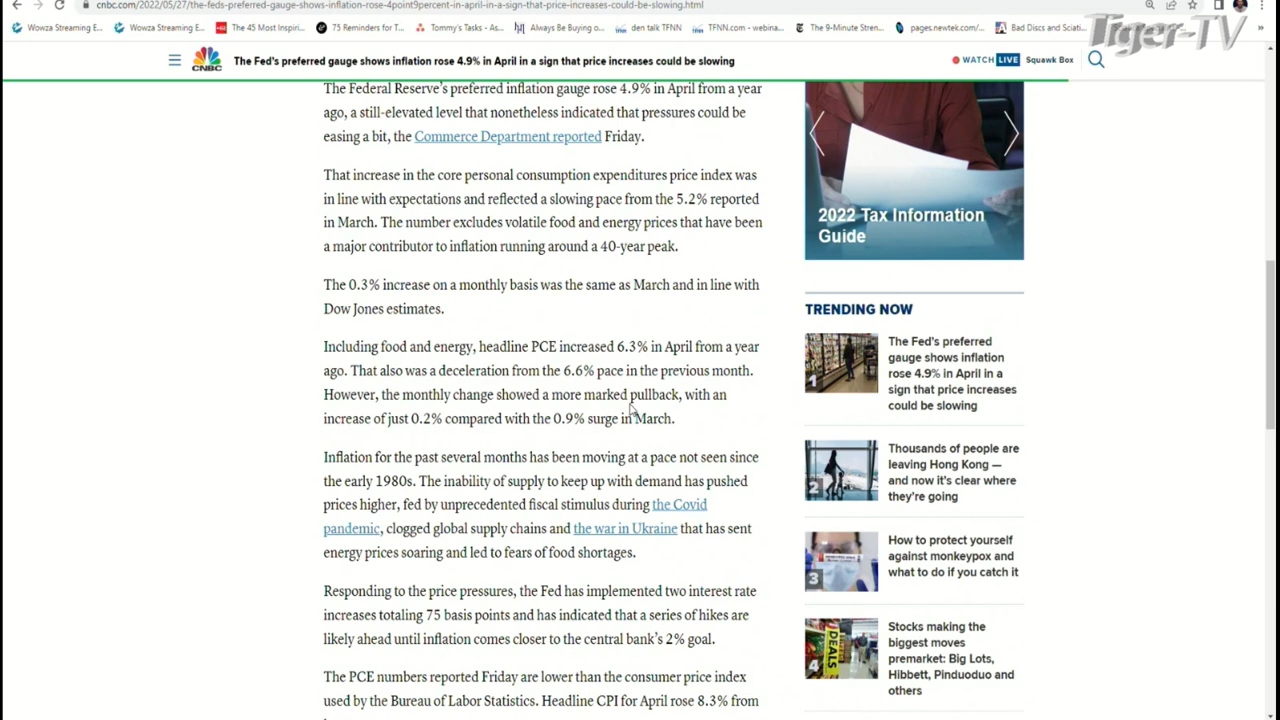 cnbc.com/2022/05/27/the-feds-preferred-gauge-shows-inflation-rose-4point9percent-in-april-in-a-sign-that-price-increases-could-be-slowing.html
Wowza Streaming E...
Wowza Streaming E...
The 45 Most Inspiri...
75 Reminders for T...
Tommy's Tasks - As...
Always Be Buying o...
den talk TFNN
TFNN.com - webina...
The 9-Minute Stren...
pages.newtek.com/...
Bad Discs and Sciati...
Tiger-TV
CNBC
The Fed's preferred gauge shows inflation rose 4.9% in April in a sign that price increases could be slowing
WATCH LIVE
Squawk Box
The Federal Reserve's preferred inflation gauge rose 4.9% in April from a year
ago, a still-elevated level that nonetheless indicated that pressures could be
easing a bit, the Commerce Department reported Friday.
That increase in the core personal consumption expenditures price index was
in line with expectations and reflected a slowing pace from the 5.2% reported
in March. The number excludes volatile food and energy prices that have been
a major contributor to inflation running around a 40-year peak.
The 0.3% increase on a monthly basis was the same as March and in line with
Dow Jones estimates.
Including food and energy, headline PCE increased 6.3% in April from a year
ago. That also was a deceleration from the 6.6% pace in the previous month.
However, the monthly change showed a more marked pullback, with an
increase of just 0.2% compared with the 0.9% surge in March.
Inflation for the past several months has been moving at a pace not seen since
the early 1980s. The inability of supply to keep up with demand has pushed
prices higher, fed by unprecedented fiscal stimulus during the Covid
pandemic, clogged global supply chains and the war in Ukraine that has sent
energy prices soaring and led to fears of food shortages.
Responding to the price pressures, the Fed has implemented two interest rate
increases totaling 75 basis points and has indicated that a series of hikes are
likely ahead until inflation comes closer to the central bank's 2% goal.
The PCE numbers reported Friday are lower than the consumer price index
used by the Bureau of Labor Statistics. Headline CPI for April rose 8.3% from
2022 Tax Information
Guide
TRENDING NOW
1
The Fed's preferred
gauge shows inflation
rose 4.9% in April in a
sign that price increases
could be slowing
2
Thousands of people are
leaving Hong Kong —
and now it's clear where
they're going
3
How to protect yourself
against monkeypox and
what to do if you catch it
4
DEALS
Stocks making the
biggest moves
premarket: Big Lots,
Hibbett, Pinduoduo and
others